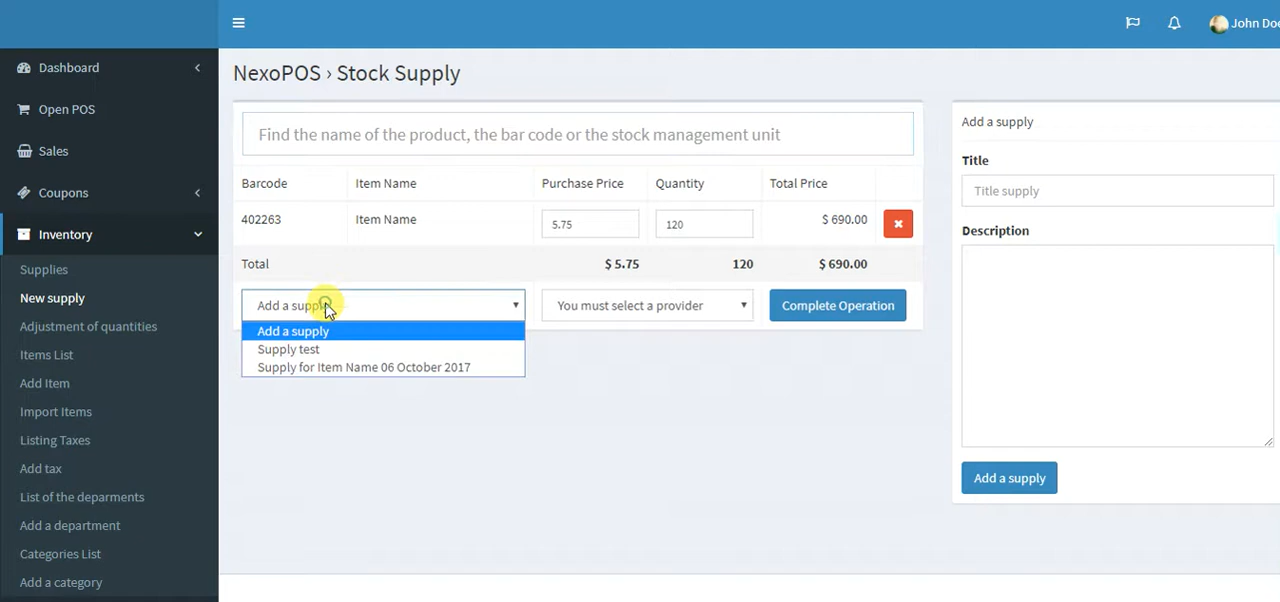 John Doe
Dashboard
Open POS
Sales
Coupons
Inventory
Supplies
New supply
Adjustment of quantities
Items List
Add Item
Import Items
Listing Taxes
Add tax
List of the deparments
Add a department
Categories List
Add a category
NexoPOS › Stock Supply
Find the name of the product, the bar code or the stock management unit
Barcode Item Name Purchase Price Quantity Total Price
402263 Item Name 5.75 120 $ 690.00
Total $ 5.75 120 $ 690.00
Add a supply You must select a provider Complete Operation
Add a supply
Supply test
Supply for Item Name 06 October 2017
Add a supply
Title
Title supply
Description
Add a supply